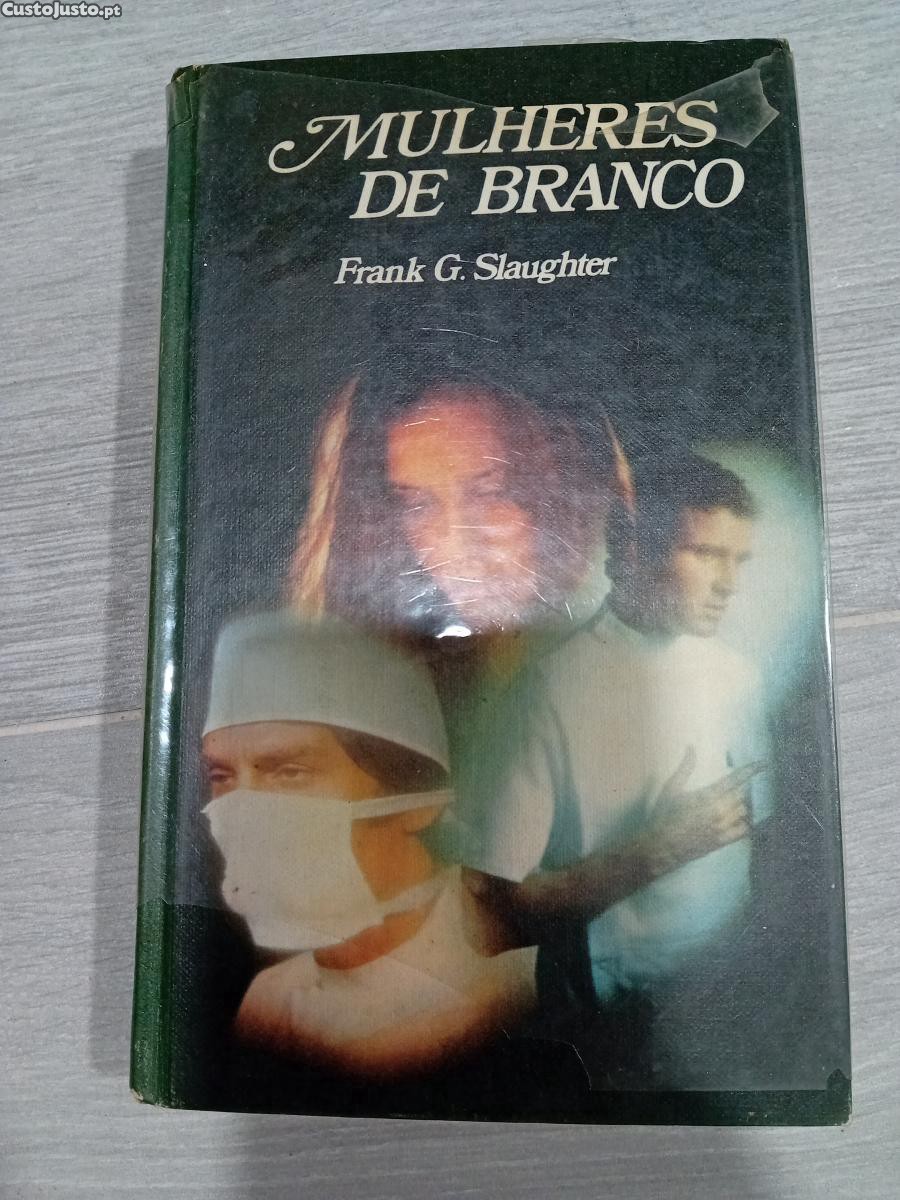 CustoJusto.pt
MULHERES
DE BRANCO
Frank G. Slaughter